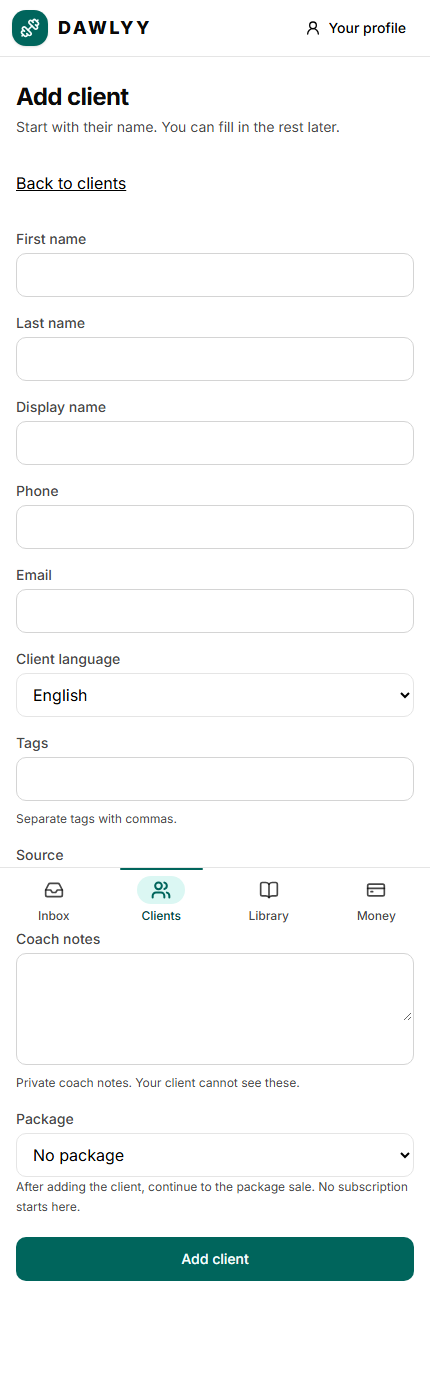 DAWLYY
Your profile
Add client
Start with their name. You can fill in the rest later.
Back to clients
First name
Last name
Display name
Phone
Email
Client language
English
Tags
Separate tags with commas.
Source
Inbox
Clients
Library
Money
Coach notes
Private coach notes. Your client cannot see these.
Package
No package
After adding the client, continue to the package sale. No subscription
starts here.
Add client